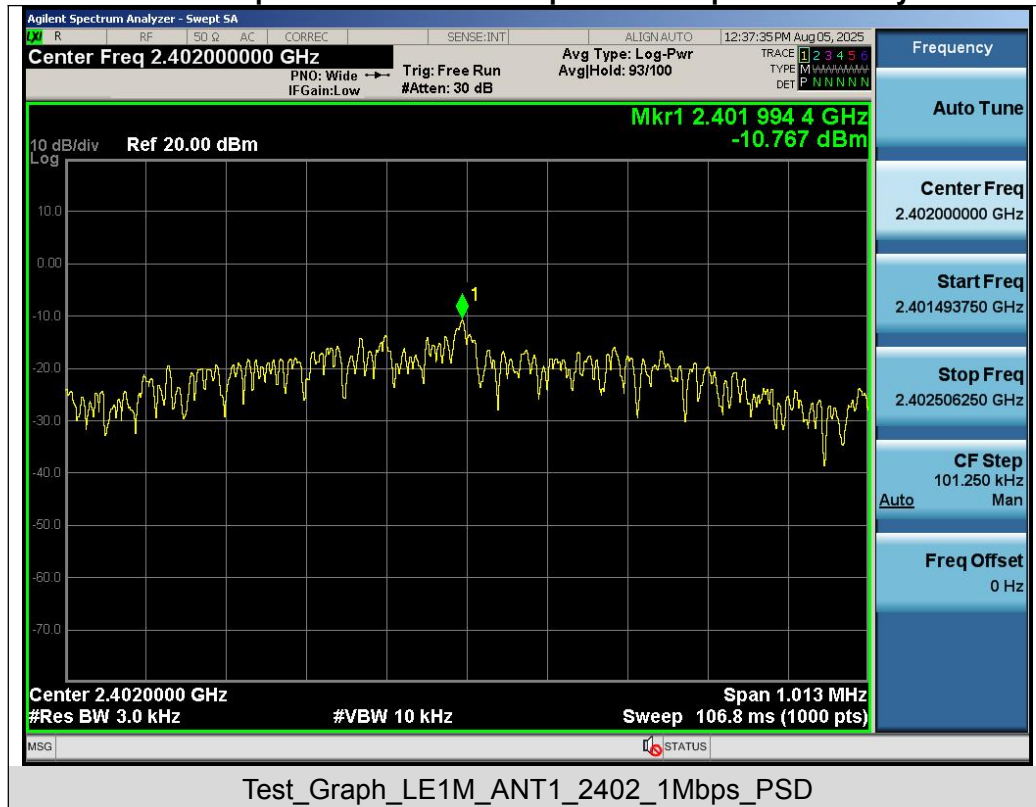 Agilent Spectrum Analyzer - Swept SA
LXI R RF 50 Ω AC CORREC SENSE:INT ALIGN AUTO 12:37:35 PM Aug 05, 2025
Center Freq 2.402000000 GHz
PNO: Wide
IFGain:Low
Trig: Free Run
#Atten: 30 dB
Avg Type: Log-Pwr
Avg|Hold: 93/100
TRACE 1 2 3 4 5 6
TYPE M
DET P N N N N N
Mkr1 2.401 994 4 GHz
-10.767 dBm
10 dB/div Ref 20.00 dBm
Log
10.0
0.00
-10.0
-20.0
-30.0
-40.0
-50.0
-60.0
-70.0
1
Center 2.4020000 GHz Span 1.013 MHz
#Res BW 3.0 kHz #VBW 10 kHz Sweep 106.8 ms (1000 pts)
MSG STATUS
Frequency
Auto Tune
Center Freq
2.402000000 GHz
Start Freq
2.401493750 GHz
Stop Freq
2.402506250 GHz
CF Step
101.250 kHz
Auto Man
Freq Offset
0 Hz
Test_Graph_LE1M_ANT1_2402_1Mbps_PSD